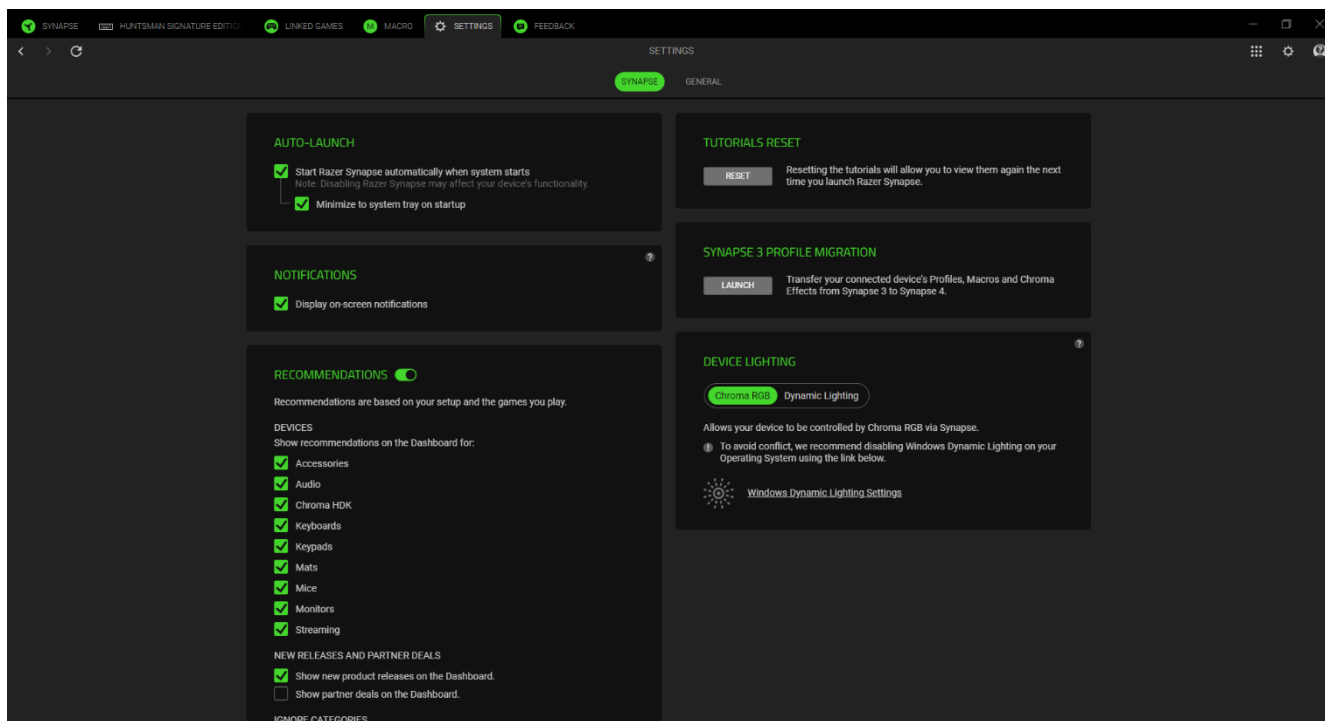 SYNAPSE
HUNTSMAN SIGNATURE EDITIO
LINKED GAMES
MACRO
SETTINGS
FEEDBACK
SETTINGS
SYNAPSE
GENERAL
AUTO-LAUNCH
Start Razer Synapse automatically when system starts
Note: Disabling Razer Synapse may affect your device's functionality.
Minimize to system tray on startup
NOTIFICATIONS
Display on-screen notifications
RECOMMENDATIONS
Recommendations are based on your setup and the games you play.
DEVICES
Show recommendations on the Dashboard for:
Accessories
Audio
Chroma HDK
Keyboards
Keypads
Mats
Mice
Monitors
Streaming
NEW RELEASES AND PARTNER DEALS
Show new product releases on the Dashboard.
Show partner deals on the Dashboard.
IGNORE CATEGORIES
TUTORIALS RESET
RESET
Resetting the tutorials will allow you to view them again the next
time you launch Razer Synapse.
SYNAPSE 3 PROFILE MIGRATION
LAUNCH
Transfer your connected device's Profiles, Macros and Chroma
Effects from Synapse 3 to Synapse 4.
DEVICE LIGHTING
Chroma RGB
Dynamic Lighting
Allows your device to be controlled by Chroma RGB via Synapse.
To avoid conflict, we recommend disabling Windows Dynamic Lighting on your
Operating System using the link below.
Windows Dynamic Lighting Settings